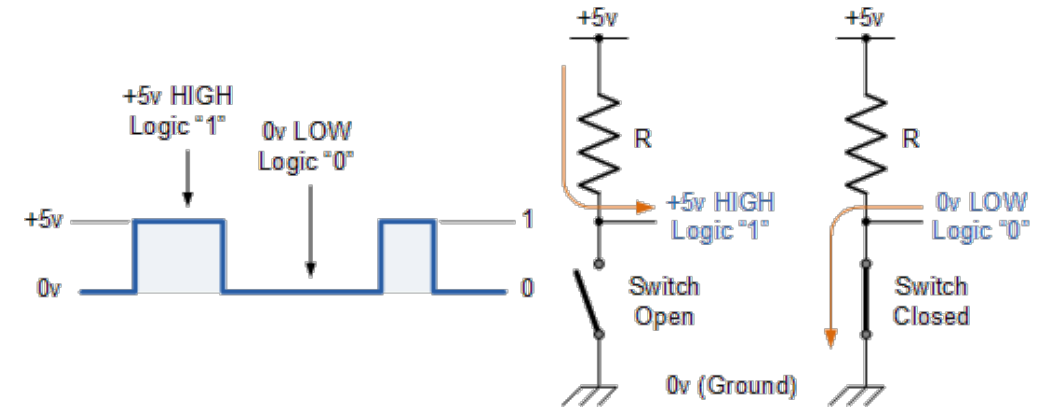 +5v HIGH
Logic "1"
0v LOW
Logic "0"
+5v
0v
1
0
+5v
R
+5v HIGH
Logic "1"
Switch
Open
0v (Ground)
+5v
R
0v LOW
Logic "0"
Switch
Closed